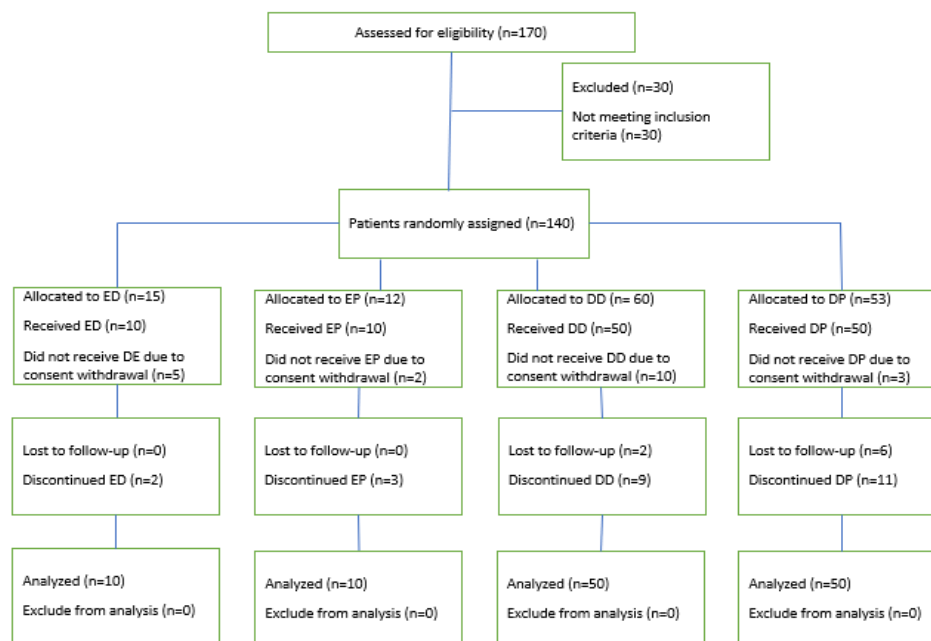 Assessed for eligibility (n=170)
Excluded (n=30)
Not meeting inclusion
criteria (n=30)
Patients randomly assigned (n=140)
Allocated to ED (n=15)
Received ED (n=10)
Did not receive DE due to
consent withdrawal (n=5)
Allocated to EP (n=12)
Received EP (n=10)
Did not receive EP due to
consent withdrawal (n=2)
Allocated to DD (n= 60)
Received DD (n=50)
Did not receive DD due to
consent withdrawal (n=10)
Allocated to DP (n=53)
Received DP (n=50)
Did not receive DP due to
consent withdrawal (n=3)
Lost to follow-up (n=0)
Discontinued ED (n=2)
Lost to follow-up (n=0)
Discontinued EP (n=3)
Lost to follow-up (n=2)
Discontinued DD (n=9)
Lost to follow-up (n=6)
Discontinued DP (n=11)
Analyzed (n=10)
Exclude from analysis (n=0)
Analyzed (n=10)
Exclude from analysis (n=0)
Analyzed (n=50)
Exclude from analysis (n=0)
Analyzed (n=50)
Exclude from analysis (n=0)